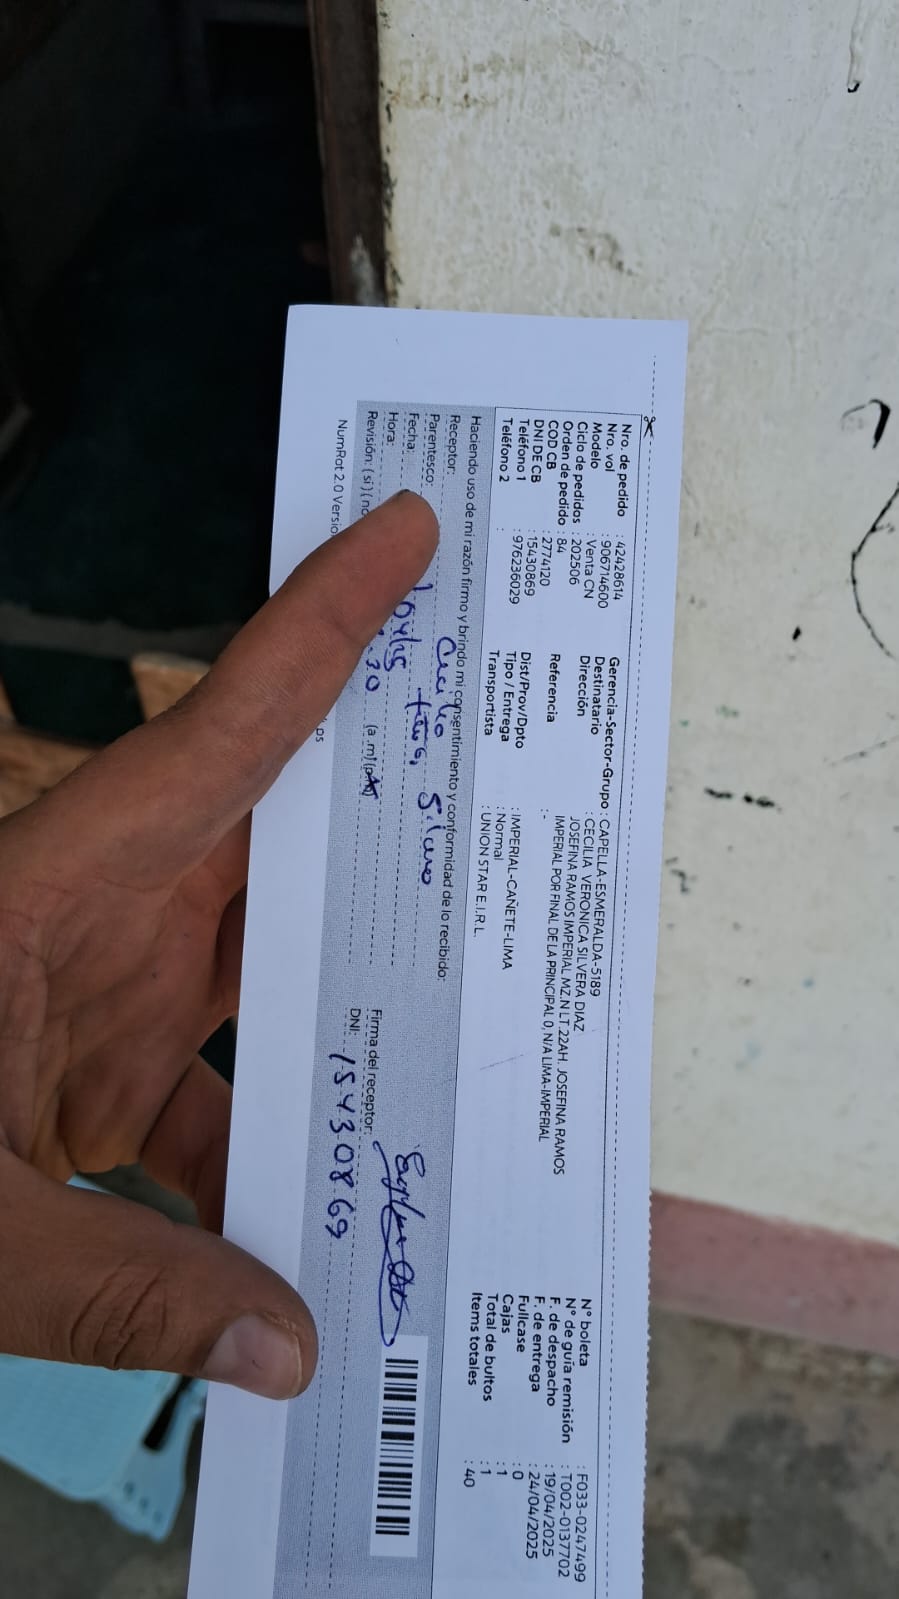 Nro. de pedido : 42428614
Nro. vol : 906714600
Modelo : Venta CN
Ciclo de pedidos : 202506
Orden de pedido : 84
COD CB : 2774120
DNI DE CB : 15430869
Teléfono 1 : 976236029
Teléfono 2 :
Gerencia-Sector-Grupo : CAPELLA-ESMERALDA-5189
Destinatario : CECILIA VERONICA SILVERA DIAZ
Dirección JOSEFINA RAMOS IMPERIAL MZ.N LT.22AH. JOSEFINA RAMOS
IMPERIAL POR FINAL DE LA PRINCIPAL 0, N/A LIMA-IMPERIAL
Referencia : -
Dist/Prov/Dpto : IMPERIAL-CAÑETE-LIMA
Tipo / Entrega : Normal
Transportista : UNION STAR E.I.R.L.
N° boleta : F033-0247499
N° de guía remisión : T002-0137702
F. de despacho : 19/04/2025
F. de entrega : 24/04/2025
Fullcase : 0
Cajas : 1
Total de bultos : 1
Items totales : 40
Haciendo uso de mi razón firmo y brindo mi consentimiento y conformidad de lo recibido:
Receptor:
Parentesco:
Fecha:
Hora: 30 (a.m) (p.m)
Revisión: (si) (no
Firma del receptor:
DNI: 15430869
NumRot 2.0 Versio